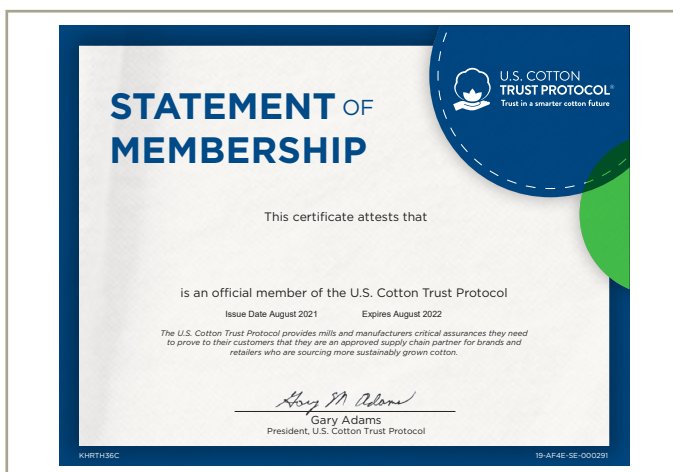 STATEMENT OF
MEMBERSHIP
U.S. COTTON
TRUST PROTOCOL®
Trust in a smarter cotton future
This certificate attests that
is an official member of the U.S. Cotton Trust Protocol
Issue Date August 2021 Expires August 2022
The U.S. Cotton Trust Protocol provides mills and manufacturers critical assurances they need
to prove to their customers that they are an approved supply chain partner for brands and
retailers who are sourcing more sustainably grown cotton.
Gary M Adams
Gary Adams
President, U.S. Cotton Trust Protocol
KHRTH36C
19-AF4E-SE-000291